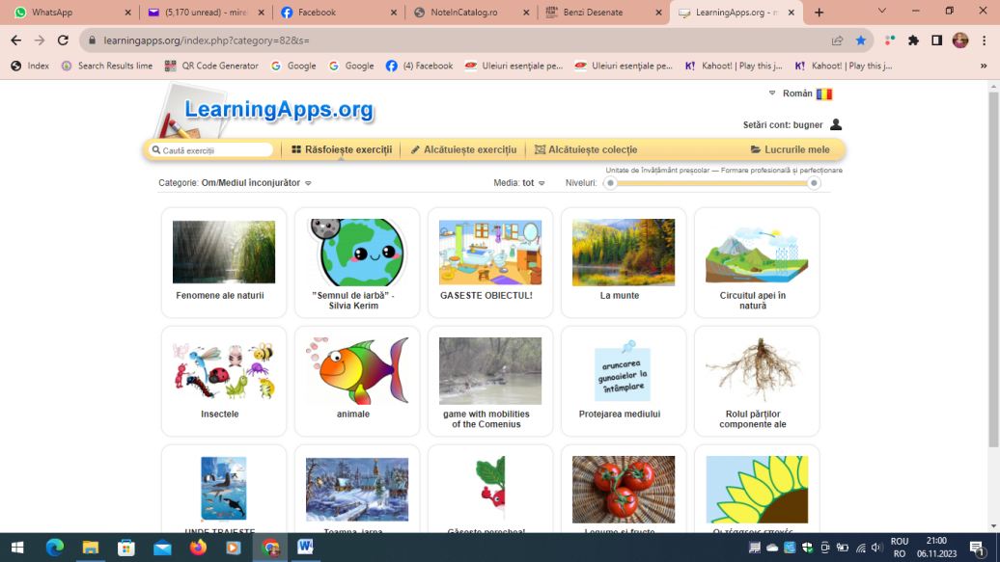 WhatsApp
(5,170 unread) - mire
Facebook
NoteInCatalog.ro
Benzi Desenate
LearningApps.org - m
learningapps.org/index.php?category=82&s=
Index
Search Results lime
QR Code Generator
Google
Google
(4) Facebook
Uleiuri esențiale pe...
Uleiuri esențiale pe...
Kahoot! | Play this j...
Kahoot! | Play this j...
»
LearningApps.org
Român
Setări cont: bugner
Caută exerciții
Răsfoiește exerciții
Alcătuiește exercițiu
Alcătuiește colecție
Lucrurile mele
Unitate de învățământ preșcolar — Formare profesională și perfecționare
Categorie: Om/Mediul înconjurător
Media: tot
Niveluri:
Fenomene ale naturii
”Semnul de iarbă” -
Silvia Kerim
GASESTE OBIECTUL!
La munte
Circuitul apei în
natură
Insectele
animale
game with mobilities
of the Comenius
aruncarea
gunoaielor la
întâmplare
Protejarea mediului
Rolul părților
componente ale
UNDE TRAIESTE
Toamna, iarna
Găsește perechea!
Legume și fructe
ROU
RO
21:00
06.11.2023
1